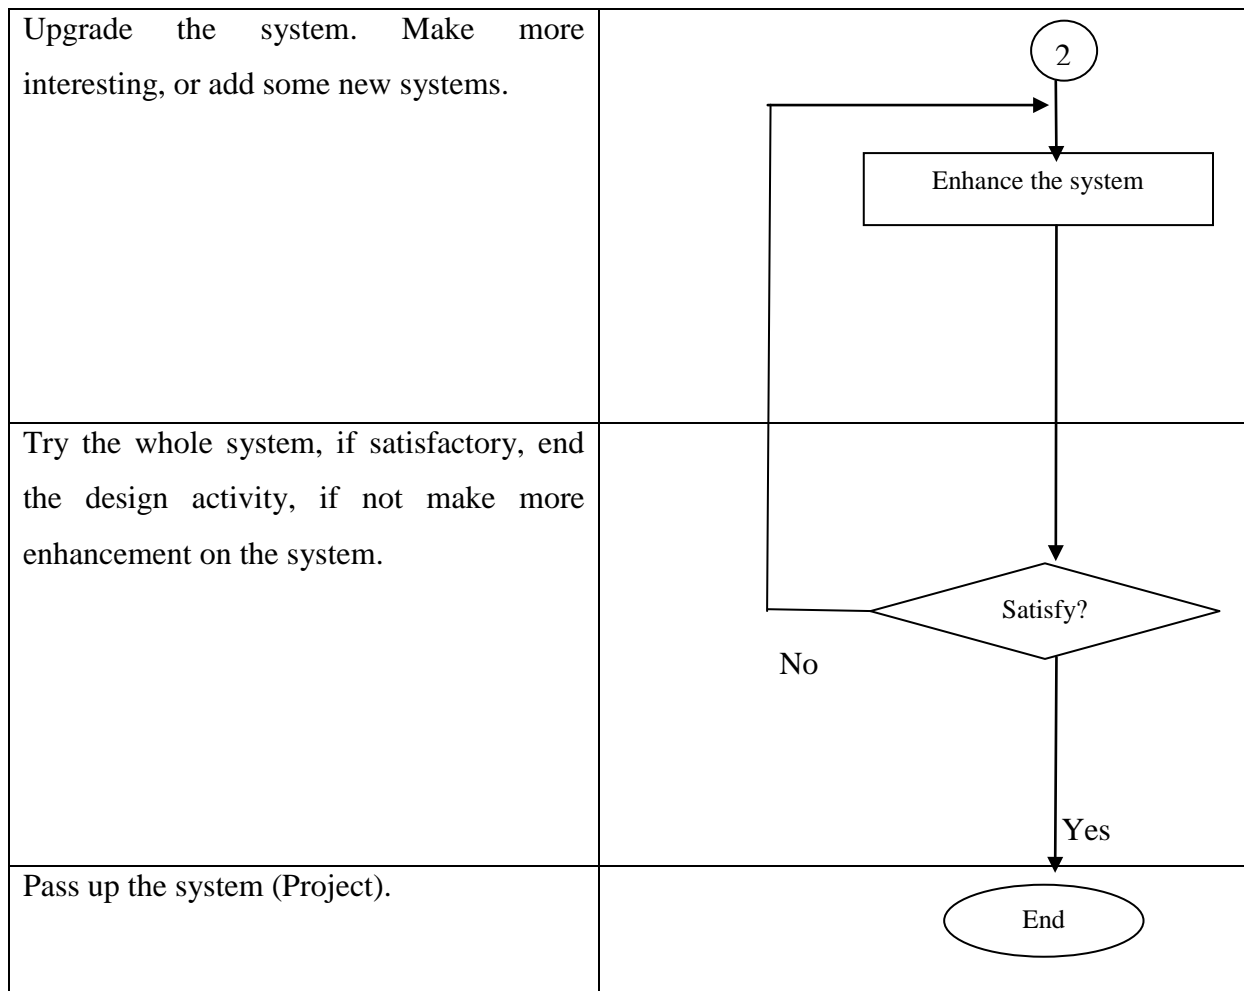 Upgrade the system. Make more
interesting, or add some new systems.
2
Enhance the system
Try the whole system, if satisfactory, end
the design activity, if not make more
enhancement on the system.
Satisfy?
No
Yes
Pass up the system (Project).
End